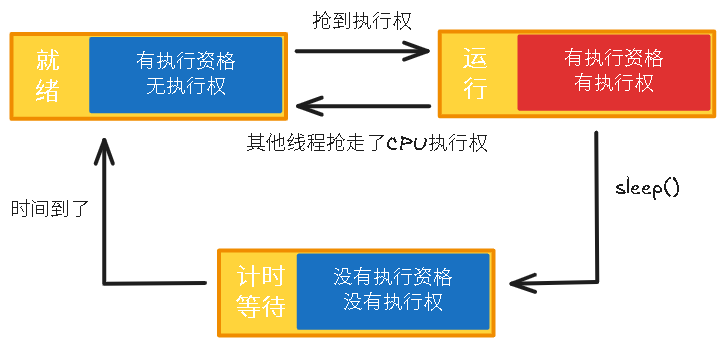 抢到执行权
就绪
有执行资格
无执行权
运行
有执行资格
有执行权
其他线程抢走了CPU执行权
时间到了
sleep()
计时
等待
没有执行资格
没有执行权